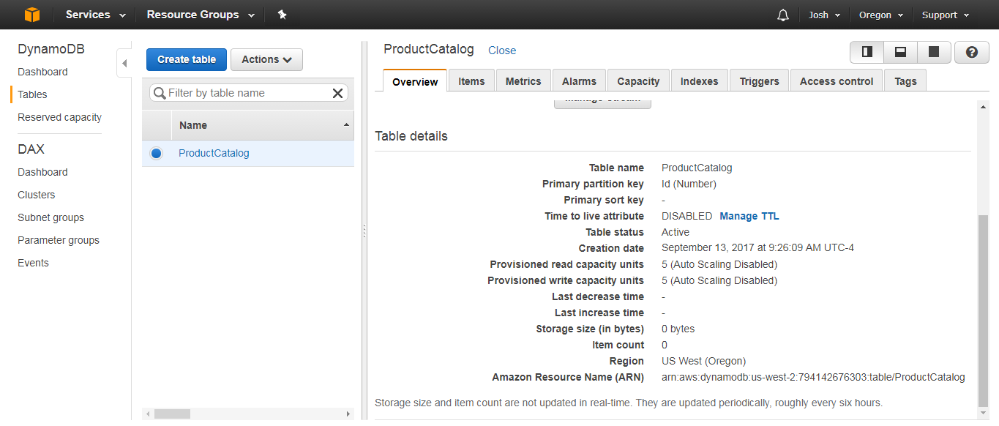 Services Resource Groups Josh Oregon Support
DynamoDB
Dashboard
Tables
Reserved capacity
DAX
Dashboard
Clusters
Subnet groups
Parameter groups
Events
Create table Actions
Filter by table name
Name
ProductCatalog
ProductCatalog Close
Overview Items Metrics Alarms Capacity Indexes Triggers Access control Tags
Manage stream
Table details
Table name ProductCatalog
Primary partition key Id (Number)
Primary sort key -
Time to live attribute DISABLED Manage TTL
Table status Active
Creation date September 13, 2017 at 9:26:09 AM UTC-4
Provisioned read capacity units 5 (Auto Scaling Disabled)
Provisioned write capacity units 5 (Auto Scaling Disabled)
Last decrease time -
Last increase time -
Storage size (in bytes) 0 bytes
Item count 0
Region US West (Oregon)
Amazon Resource Name (ARN) arn:aws:dynamodb:us-west-2:794142676303:table/ProductCatalog
Storage size and item count are not updated in real-time. They are updated periodically, roughly every six hours.